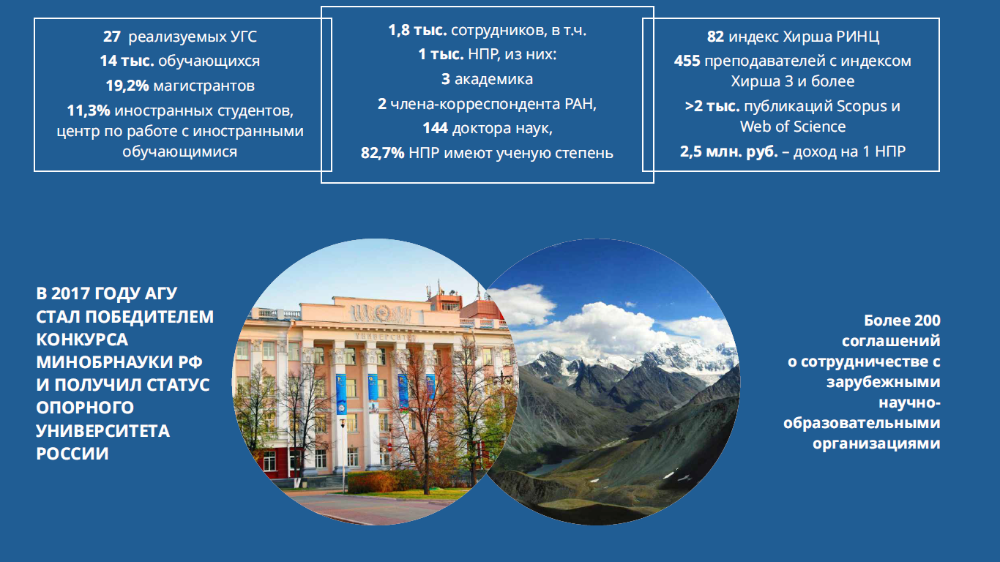 27 реализуемых УГС
14 тыс. обучающихся
19,2% магистрантов
11,3% иностранных студентов,
центр по работе с иностранными
обучающимися
1,8 тыс. сотрудников, в т.ч.
1 тыс. НПР, из них:
3 академика
2 члена-корреспондента РАН,
144 доктора наук,
82,7% НПР имеют ученую степень
82 индекс Хирша РИНЦ
455 преподавателей с индексом
Хирша 3 и более
>2 тыс. публикаций Scopus и
Web of Science
2,5 млн. руб. – доход на 1 НПР
В 2017 ГОДУ АГУ
СТАЛ ПОБЕДИТЕЛЕМ
КОНКУРСА
МИНОБРНАУКИ РФ
И ПОЛУЧИЛ СТАТУС
ОПОРНОГО
УНИВЕРСИТЕТА
РОССИИ
УНИВЕРСИТЕТ
Более 200
соглашений
о сотрудничестве с
зарубежными
научно-
образовательными
организациями